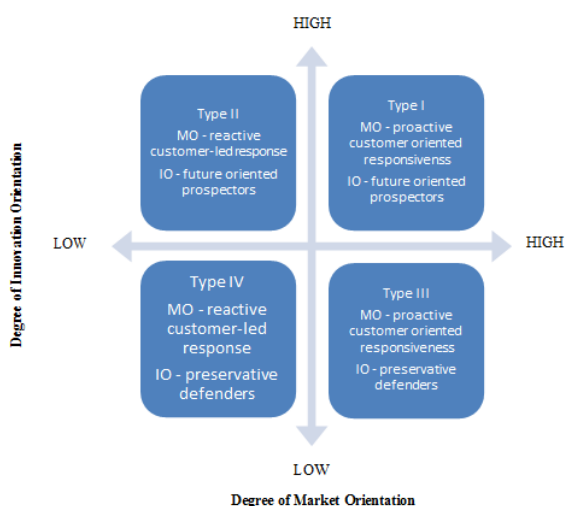 HIGH
Type II
MO - reactive
customer-led response
IO - future oriented
prospectors
Type I
MO - proactive
customer oriented
responsivenss
IO - future oriented
prospectors
Degree of Innovation Orientation
LOW
HIGH
Type IV
MO - reactive
customer-led
response
IO - preservative
defenders
Type III
MO - proactive
customer oriented
responsiveness
IO - preservative
defenders
LOW
Degree of Market Orientation